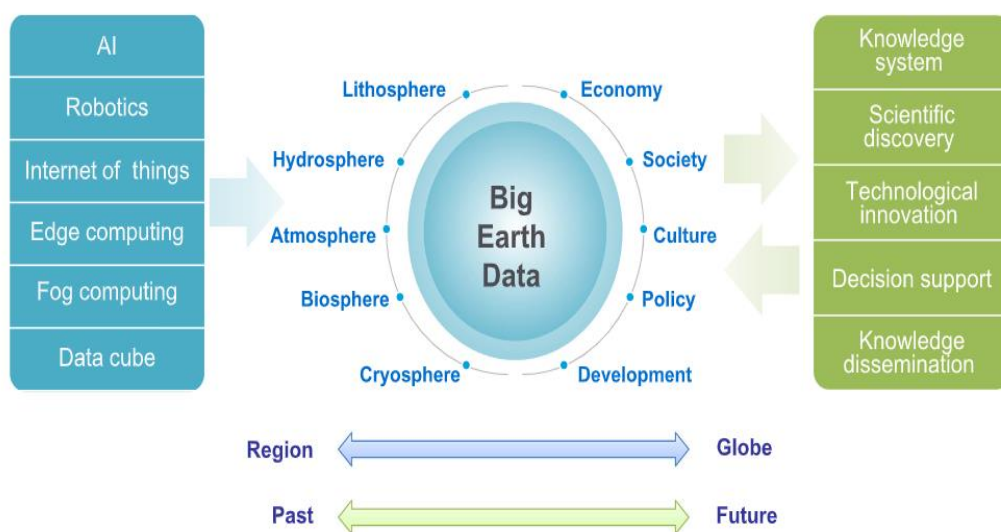 AI
Robotics
Internet of things
Edge computing
Fog computing
Data cube
Lithosphere
Hydrosphere
Atmosphere
Biosphere
Cryosphere
Big
Earth
Data
Economy
Society
Culture
Policy
Development
Knowledge
system
Scientific
discovery
Technological
innovation
Decision support
Knowledge
dissemination
Region
Globe
Past
Future